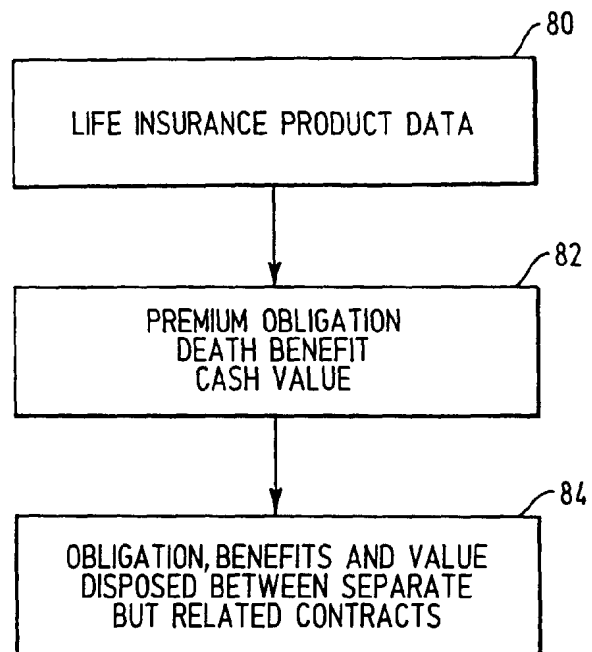 80
LIFE INSURANCE PRODUCT DATA
82
PREMIUM OBLIGATION
DEATH BENEFIT
CASH VALUE
84
OBLIGATION, BENEFITS AND VALUE
DISPOSED BETWEEN SEPARATE
BUT RELATED CONTRACTS